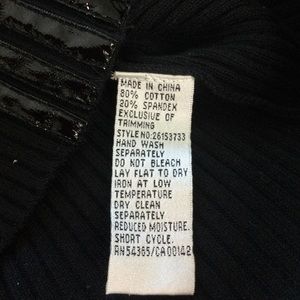 MADE IN CHINA
80% COTTON
20% SPANDEX
EXCLUSIVE OF
TRIMMING
STYLE NO:26153733
HAND WASH
SEPARATELY
DO NOT BLEACH
LAY FLAT TO DRY
IRON AT LOW
TEMPERATURE
DRY CLEAN
SEPARATELY
REDUCED MOISTURE.
SHORT CYCLE.
RN54365/CA00142